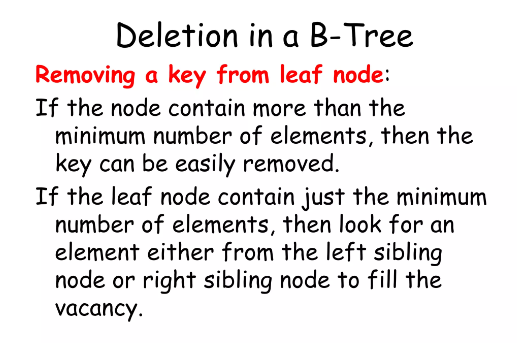 Deletion in a B-Tree
Removing a key from leaf node:
If the node contain more than the
minimum number of elements, then the
key can be easily removed.
If the leaf node contain just the minimum
number of elements, then look for an
element either from the left sibling
node or right sibling node to fill the
vacancy.